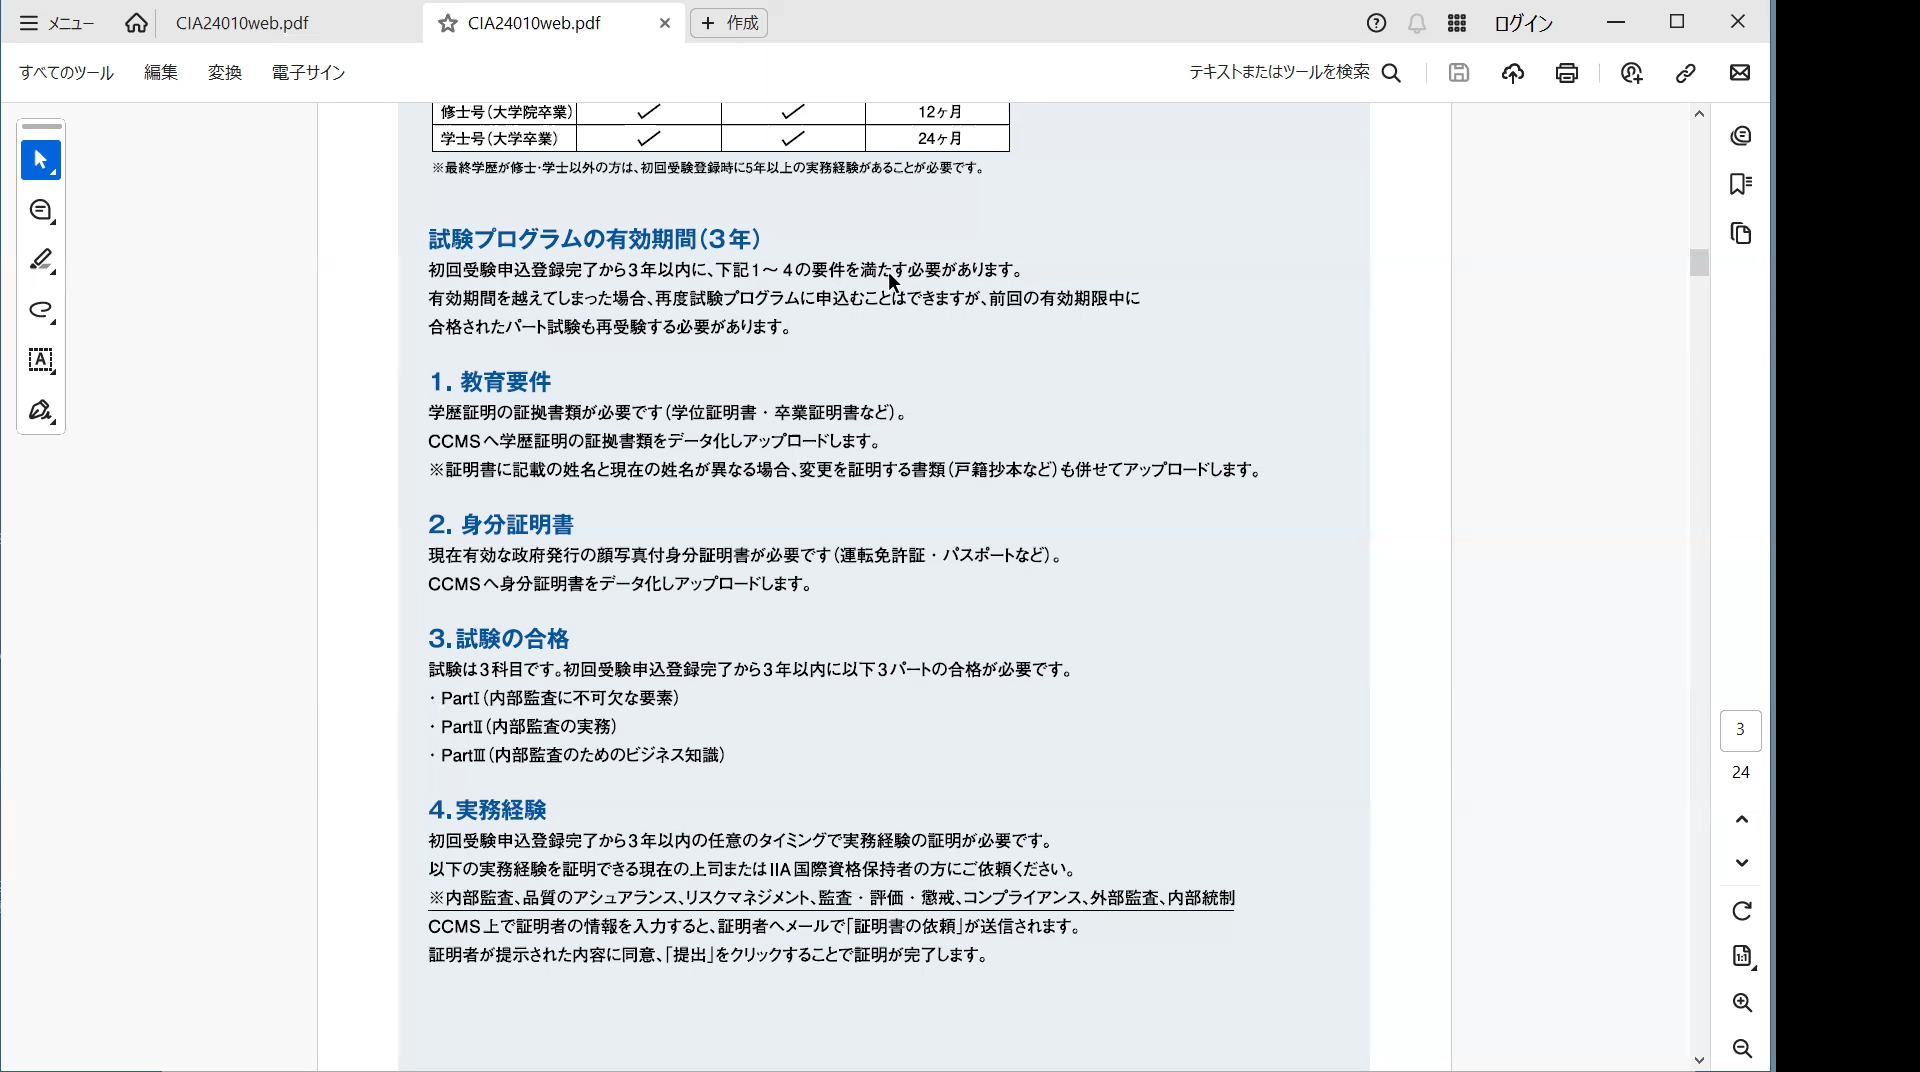 メニュー
CIA24010web.pdf
CIA24010web.pdf
作成
ログイン
すべてのツール
編集
変換
電子サイン
テキストまたはツールを検索
修士号(大学院卒業) ✓ ✓ 12ヶ月
学士号(大学卒業) ✓ ✓ 24ヶ月
※最終学歴が修士・学士以外の方は、初回受験登録時に5年以上の実務経験があることが必要です。
試験プログラムの有効期間(3年)
初回受験申込登録完了から3年以内に、下記1～4の要件を満たす必要があります。
有効期間を越えてしまった場合、再度試験プログラムに申込むことはできますが、前回の有効期限中に
合格されたパート試験も再受験する必要があります。
1. 教育要件
学歴証明の証拠書類が必要です(学位証明書・卒業証明書など)。
CCMSへ学歴証明の証拠書類をデータ化しアップロードします。
※証明書に記載の姓名と現在の姓名が異なる場合、変更を証明する書類(戸籍抄本など)も併せてアップロードします。
2. 身分証明書
現在有効な政府発行の顔写真付身分証明書が必要です(運転免許証・パスポートなど)。
CCMSへ身分証明書をデータ化しアップロードします。
3.試験の合格
試験は3科目です。初回受験申込登録完了から3年以内に以下3パートの合格が必要です。
・PartⅠ(内部監査に不可欠な要素)
・PartⅡ(内部監査の実務)
・PartⅢ(内部監査のためのビジネス知識)
4.実務経験
初回受験申込登録完了から3年以内の任意のタイミングで実務経験の証明が必要です。
以下の実務経験を証明できる現在の上司またはIIA国際資格保持者の方にご依頼ください。
※内部監査、品質のアシュアランス、リスクマネジメント、監査・評価・懲戒、コンプライアンス、外部監査、内部統制
CCMS上で証明者の情報を入力すると、証明者へメールで「証明書の依頼」が送信されます。
証明者が提示された内容に同意、「提出」をクリックすることで証明が完了します。
3
24
1:1